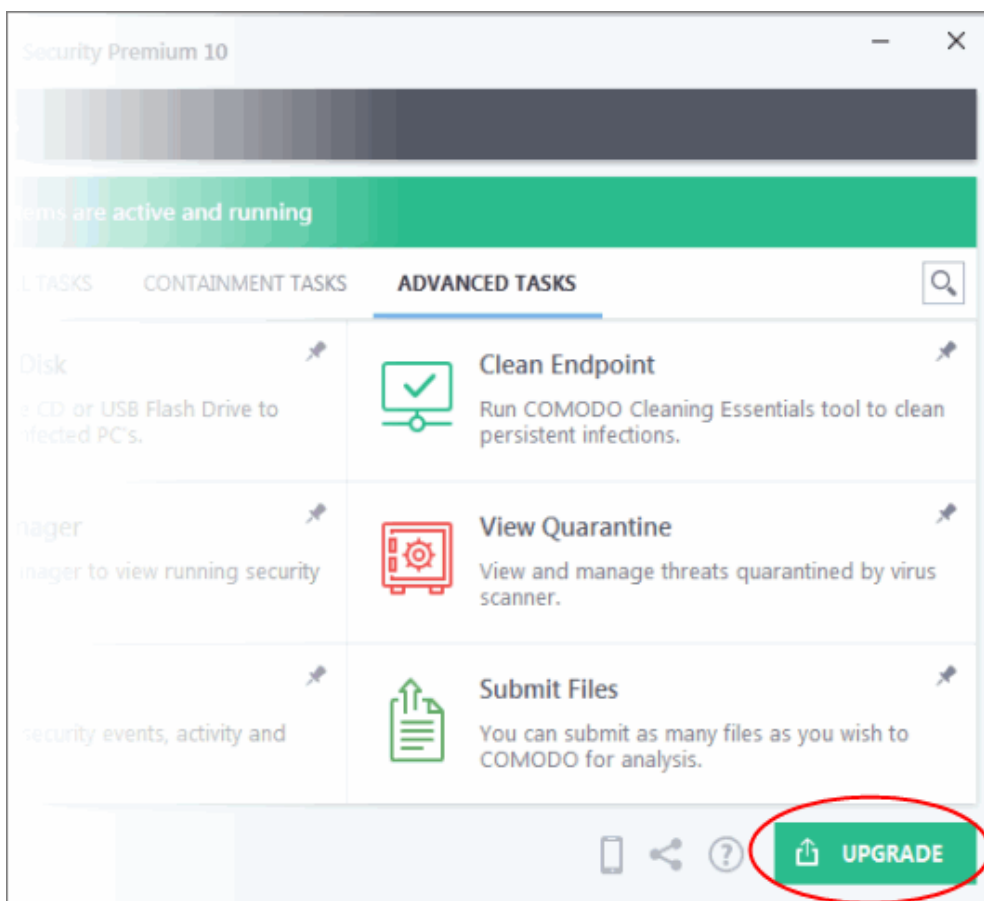 Security Premium 10
tems are active and running
L TASKS CONTAINMENT TASKS ADVANCED TASKS
Disk
e CD or USB Flash Drive to
nfected PC's.
Clean Endpoint
Run COMODO Cleaning Essentials tool to clean
persistent infections.
nager
anager to view running security
View Quarantine
View and manage threats quarantined by virus
scanner.
security events, activity and
Submit Files
You can submit as many files as you wish to
COMODO for analysis.
UPGRADE